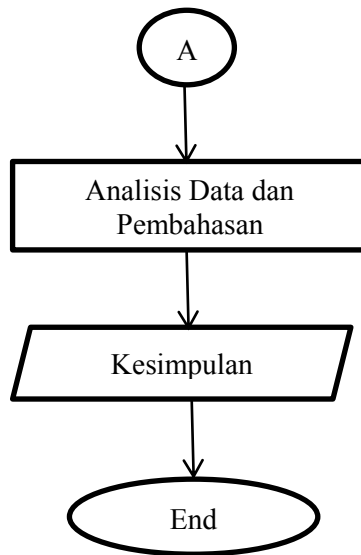 A
Analisis Data dan
Pembahasan
Kesimpulan
End